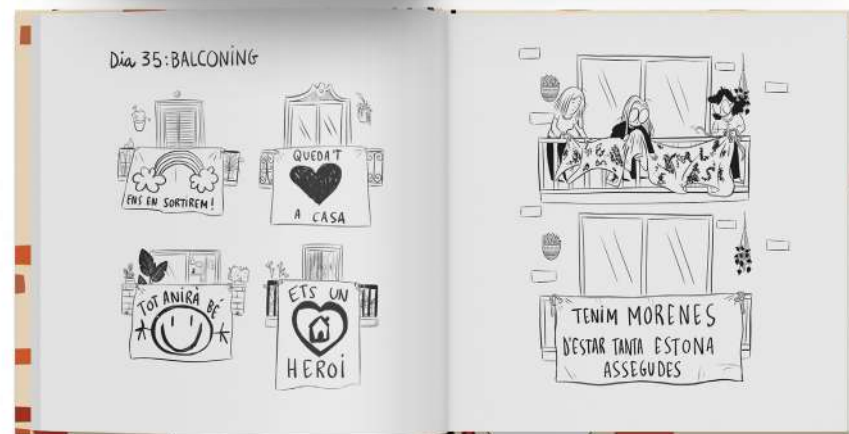 Dia 35: BALCONING
ENS EN SORTIREM!
QUEDA'T
A CASA
TOT ANIRÀ BÉ
ETS UN
HEROI
TENIM MORENES
D'ESTAR TANTA ESTONA
ASSEGUDES